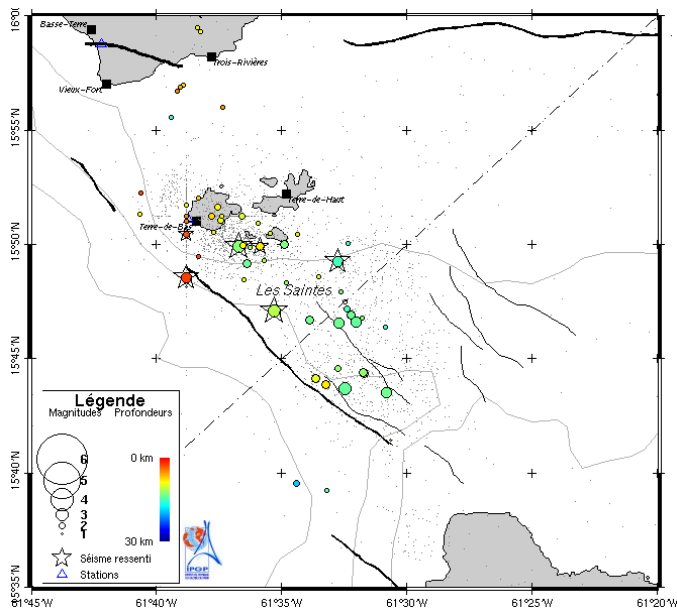 16°0(
Basse-Terre
Trois-Rivières
Vieux-Fort
15°55'N
Terre-de-Haut
Terre-de-Bas
15°50'N
Les Saintes
15°45'N
Légende
Magnitudes Profondeurs
0 km
6
5
4
3
2
1
30 km
Séisme ressenti
Stations
IPGP
15°40'N
15°35'N
61°45'W 61°40'W 61°35'W 61°30'W 61°25'W 61°20'W